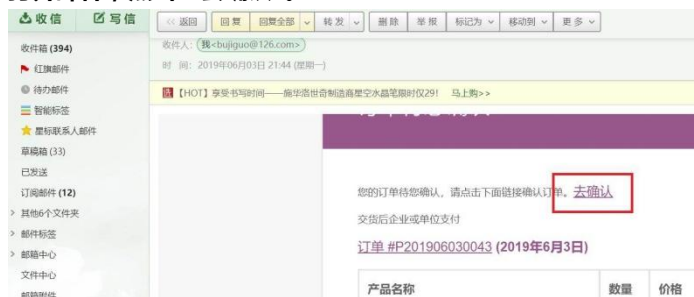 收信 写信 << 返回 回复 回复全部 转发 删除 举报 标记为 移动到 更多
收件箱 (394)
红旗邮件
待办邮件
智能标签
星标联系人邮件
草稿箱 (33)
已发送
订阅邮件 (12)
其他6个文件夹
邮件标签
邮箱中心
文件中心
收件人: 我<bujiguo@126.com>
时 间: 2019年06月03日 21:44 (星期一)
【HOT】享受书写时间——施华洛世奇制造商星空水晶笔限时仅29! 马上购>>
您的订单待您确认, 请点击下面链接确认订单。去确认
交货后企业或单位支付
订单 #P201906030043 (2019年6月3日)
产品名称 数量 价格